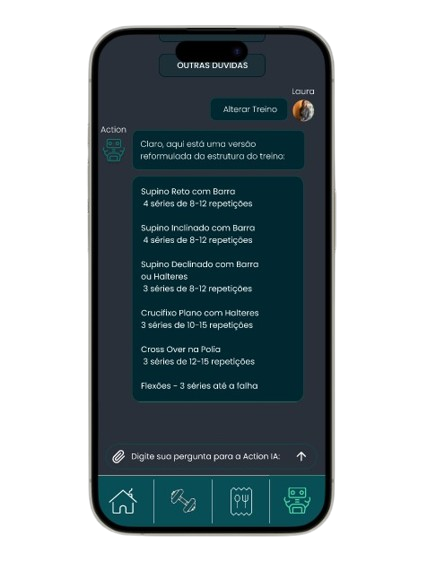 OUTRAS DUVIDAS
Laura
Alterar Treino
Action
Claro, aqui está uma versão
reformulada da estrutura do treino:
Supino Reto com Barra
4 séries de 8-12 repetições
Supino Inclinado com Barra
4 séries de 8-12 repetições
Supino Declinado com Barra
ou Halteres
3 séries de 8-12 repetições
Crucifixo Plano com Halteres
3 séries de 10-15 repetições
Cross Over na Polia
3 séries de 12-15 repetições
Flexões - 3 séries até a falha
Digite sua pergunta para a Action IA: